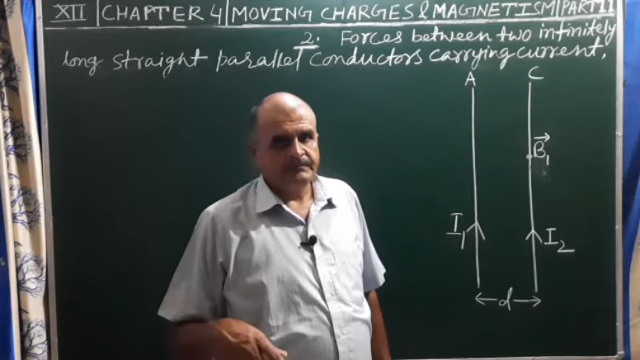 XII | CHAPTER 4 | MOVING CHARGES & MAGNETISM | PART 11
2. Forces between two infinitely
long straight parallel Conductors carrying current.
A C
B⃗₁
I₁ I₂
d